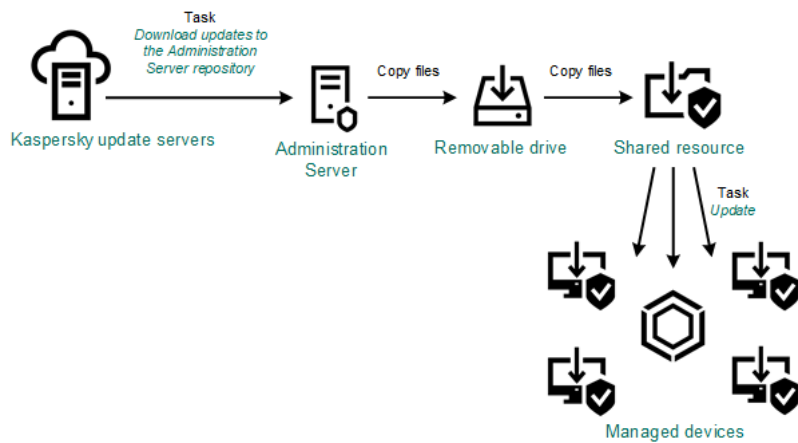 Task
Download updates to
the Administration
Server repository
Copy files
Copy files
Kaspersky update servers
Administration
Server
Removable drive
Shared resource
Task
Update
Managed devices